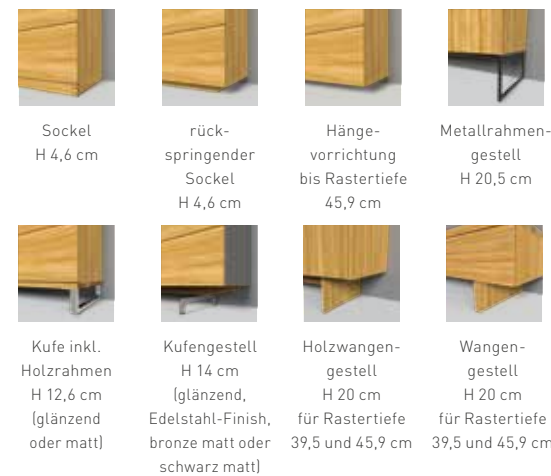 Sockel
H 4,6 cm
rück-
springender
Sockel
H 4,6 cm
Hänge-
vorrichtung
bis Rastertiefe
45,9 cm
Metallrahmen-
gestell
H 20,5 cm
Kufe inkl.
Holzrahmen
H 12,6 cm
(glänzend
oder matt)
Kufengestell
H 14 cm
(glänzend,
Edelstahl-Finish,
bronze matt oder
schwarz matt)
Holzwangen-
gestell
H 20 cm
für Rastertiefe
39,5 und 45,9 cm
Wangen-
gestell
H 20 cm
für Rastertiefe
39,5 und 45,9 cm